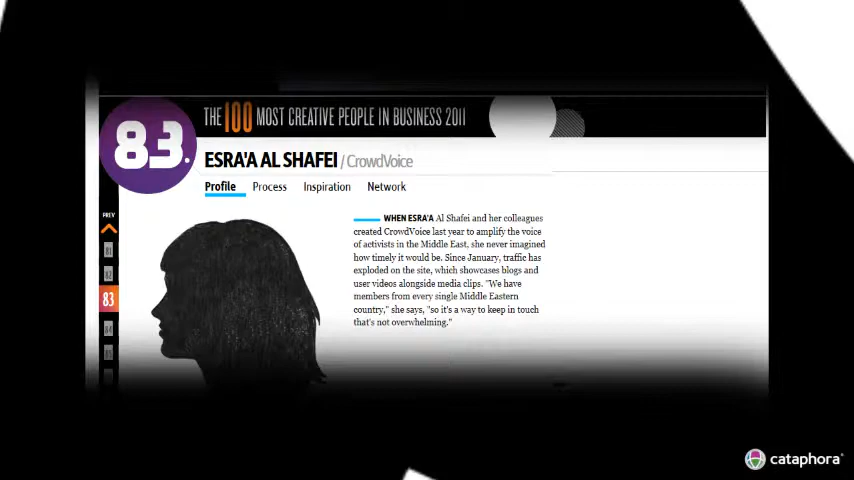 THE 100 MOST CREATIVE PEOPLE IN BUSINESS 2011
83.
ESRA'A AL SHAFEI / CrowdVoice
Profile Process Inspiration Network
PREV
81
82
83
84
WHEN ESRA'A Al Shafei and her colleagues
created CrowdVoice last year to amplify the voice
of activists in the Middle East, she never imagined
how timely it would be. Since January, traffic has
exploded on the site, which showcases blogs and
user videos alongside media clips. "We have
members from every single Middle Eastern
country," she says, "so it's a way to keep in touch
that's not overwhelming."
cataphora